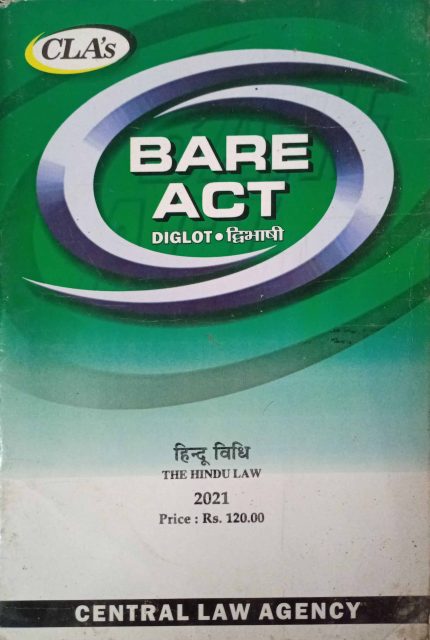 CLA's
BARE
ACT
DIGLOT • द्विभाषी
हिन्दू विधि
THE HINDU LAW
2021
Price : Rs. 120.00
CENTRAL LAW AGENCY